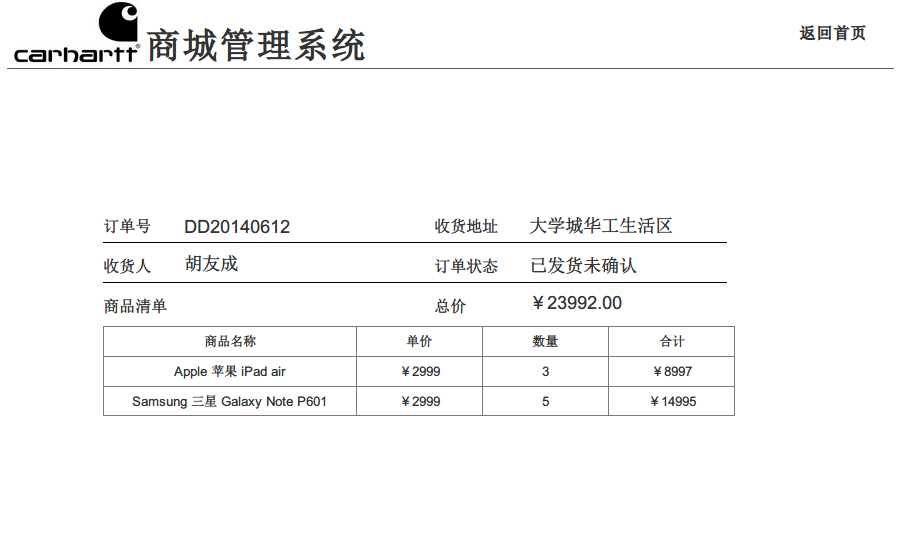 carhartt® 商城管理系统 返回首页
订单号 DD20140612 收货地址 大学城华工生活区
收货人 胡友成 订单状态 已发货未确认
商品清单 总价 ￥23992.00
商品名称 单价 数量 合计
Apple 苹果 iPad air ￥2999 3 ￥8997
Samsung 三星 Galaxy Note P601 ￥2999 5 ￥14995